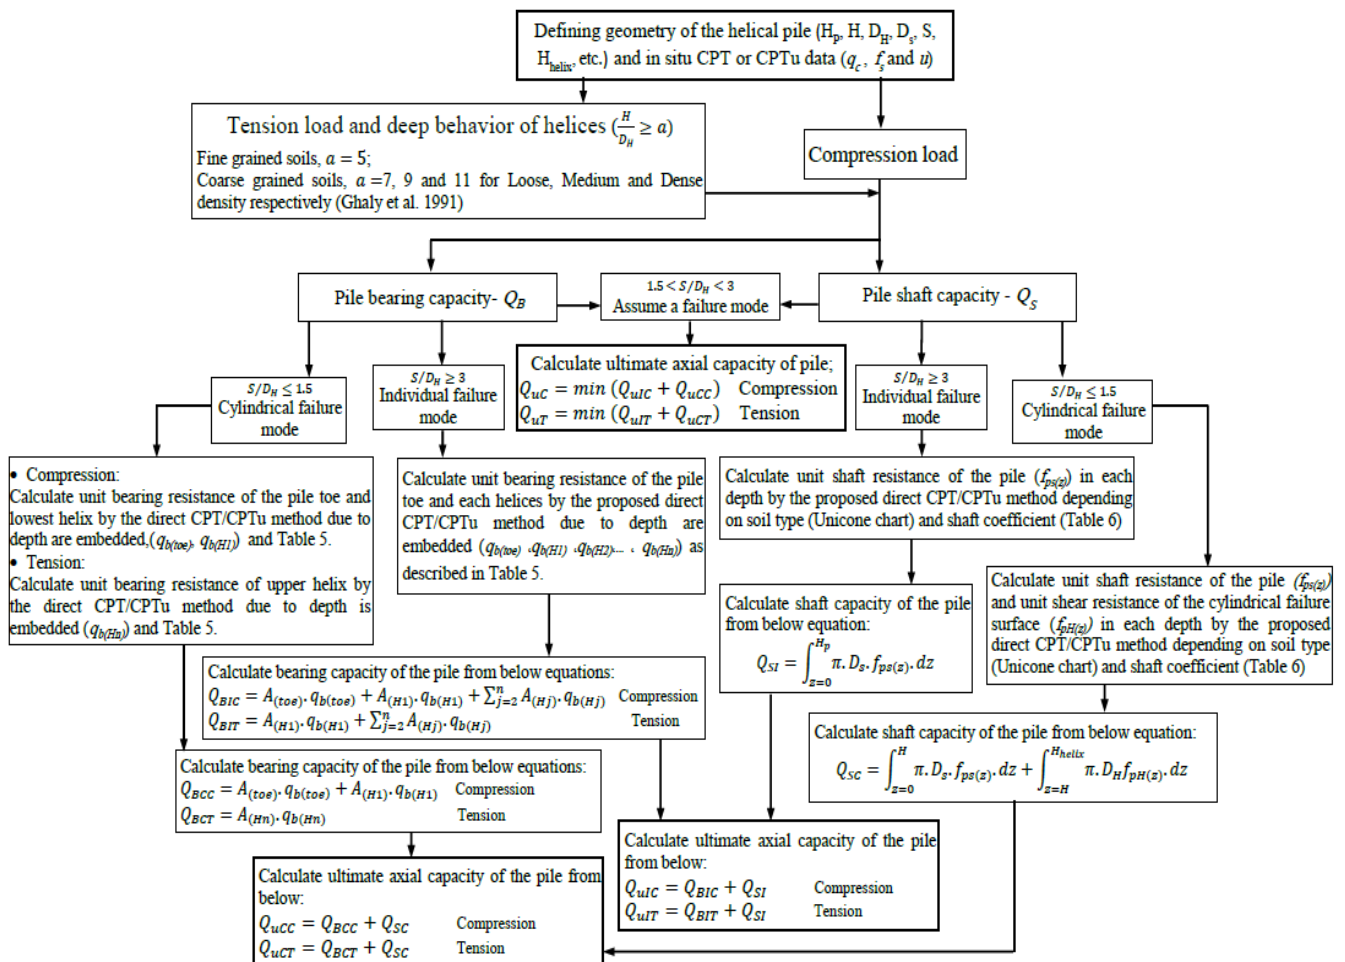 Defining geometry of the helical pile (Hp, H, DH, Ds, S,
Hhelix, etc.) and in situ CPT or CPTu data (qc, fs and u)
Tension load and deep behavior of helices (H/DH ≥ a)
Fine grained soils, a = 5;
Coarse grained soils, a =7, 9 and 11 for Loose, Medium and Dense
density respectively (Ghaly et al. 1991)
Compression load
Pile bearing capacity- QB
1.5 < S/DH < 3
Assume a failure mode
Pile shaft capacity - QS
Calculate ultimate axial capacity of pile;
QuC = min (QuIC + QuCC) Compression
QuT = min (QuIT + QuCT) Tension
S/DH ≤ 1.5
Cylindrical failure
mode
S/DH ≥ 3
Individual failure
mode
S/DH ≥ 3
Individual failure
mode
S/DH ≤ 1.5
Cylindrical failure
mode
• Compression:
Calculate unit bearing resistance of the pile toe and
lowest helix by the direct CPT/CPTu method due to
depth are embedded,(qb(toe), qb(H1)) and Table 5.
• Tension:
Calculate unit bearing resistance of upper helix by
the direct CPT/CPTu method due to depth is
embedded (qb(Hn)) and Table 5.
Calculate unit bearing resistance of the pile
toe and each helices by the proposed direct
CPT/CPTu method due to depth are
embedded (qb(toe) ,qb(H1) ,qb(H2),... , qb(Hn)) as
described in Table 5.
Calculate unit shaft resistance of the pile (fps(z)) in each
depth by the proposed direct CPT/CPTu method depending
on soil type (Unicone chart) and shaft coefficient (Table 6)
Calculate unit shaft resistance of the pile (fps(z))
and unit shear resistance of the cylindrical failure
surface (fpH(z)) in each depth by the proposed
direct CPT/CPTu method depending on soil type
(Unicone chart) and shaft coefficient (Table 6)
Calculate shaft capacity of the pile
from below equation:
QSI = ∫z=0^Hp π. Ds. fps(z). dz
Calculate bearing capacity of the pile from below equations:
QBIC = A(toe). qb(toe) + A(H1). qb(H1) + ∑j=2^n A(Hj). qb(Hj) Compression
QBIT = A(H1). qb(H1) + ∑j=2^n A(Hj). qb(Hj) Tension
Calculate shaft capacity of the pile from below equation:
QSC = ∫z=0^H π. Ds. fps(z). dz + ∫z=H^Hhelix π. DH fpH(z). dz
Calculate bearing capacity of the pile from below equations:
QBCC = A(toe). qb(toe) + A(H1). qb(H1) Compression
QBCT = A(Hn). qb(Hn) Tension
Calculate ultimate axial capacity of the pile
from below:
QuIC = QBIC + QSI Compression
QuIT = QBIT + QSI Tension
Calculate ultimate axial capacity of the pile from
below:
QuCC = QBCC + QSC Compression
QuCT = QBCT + QSC Tension